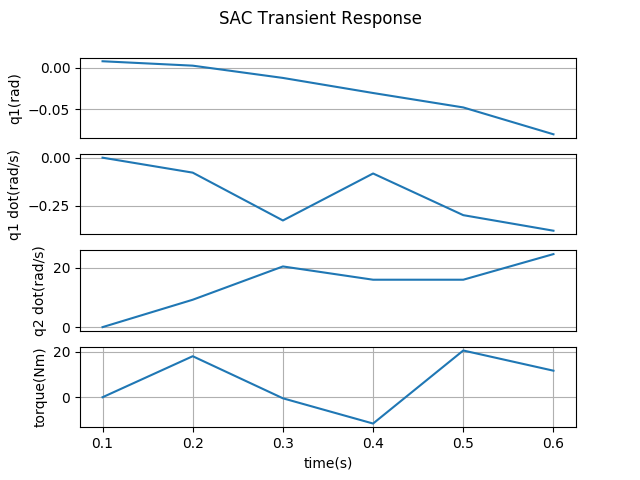 SAC Transient Response
q1(rad)
0.00
−0.05
q1 dot(rad/s)
0.00
−0.25
q2 dot(rad/s)
20
0
torque(Nm)
20
0
0.1 0.2 0.3 0.4 0.5 0.6
time(s)